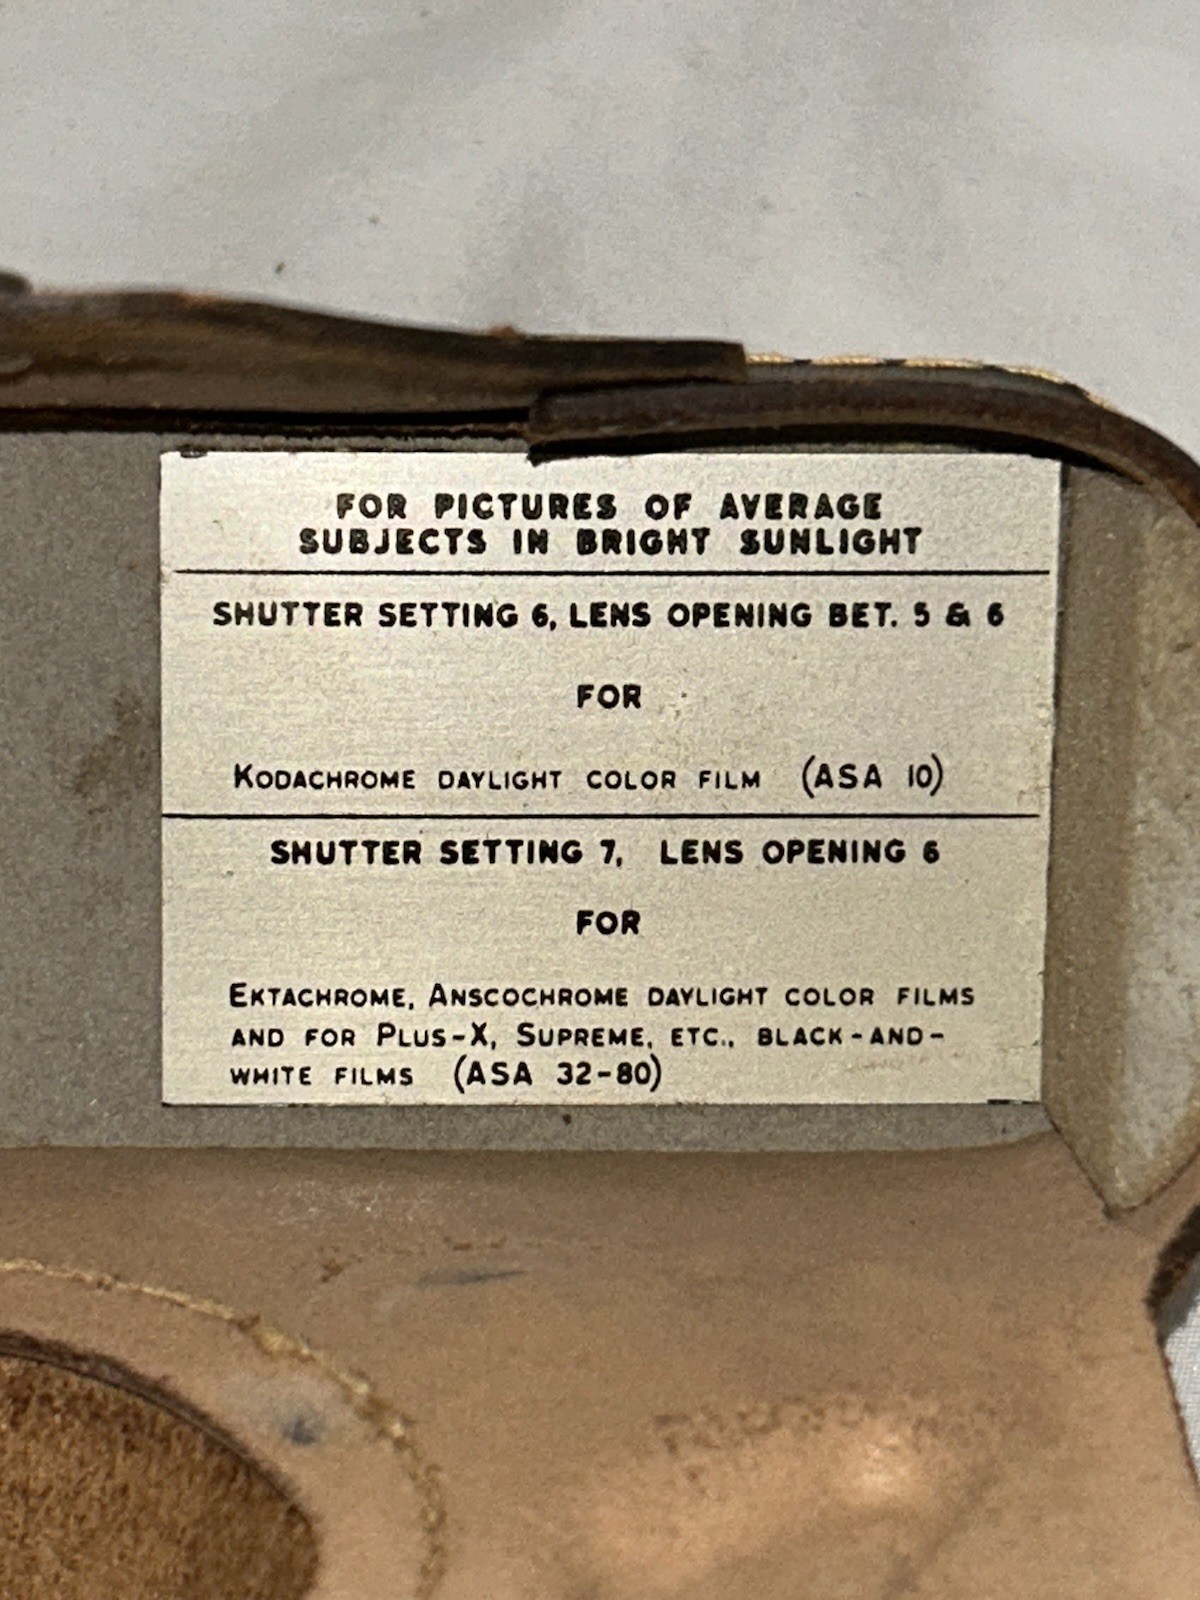 FOR PICTURES OF AVERAGE
SUBJECTS IN BRIGHT SUNLIGHT
SHUTTER SETTING 6, LENS OPENING BET. 5 & 6
FOR
KODACHROME DAYLIGHT COLOR FILM (ASA 10)
SHUTTER SETTING 7, LENS OPENING 6
FOR
EKTACHROME, ANSCOCHROME DAYLIGHT COLOR FILMS
AND FOR PLUS-X, SUPREME, ETC., BLACK-AND-
WHITE FILMS (ASA 32-80)